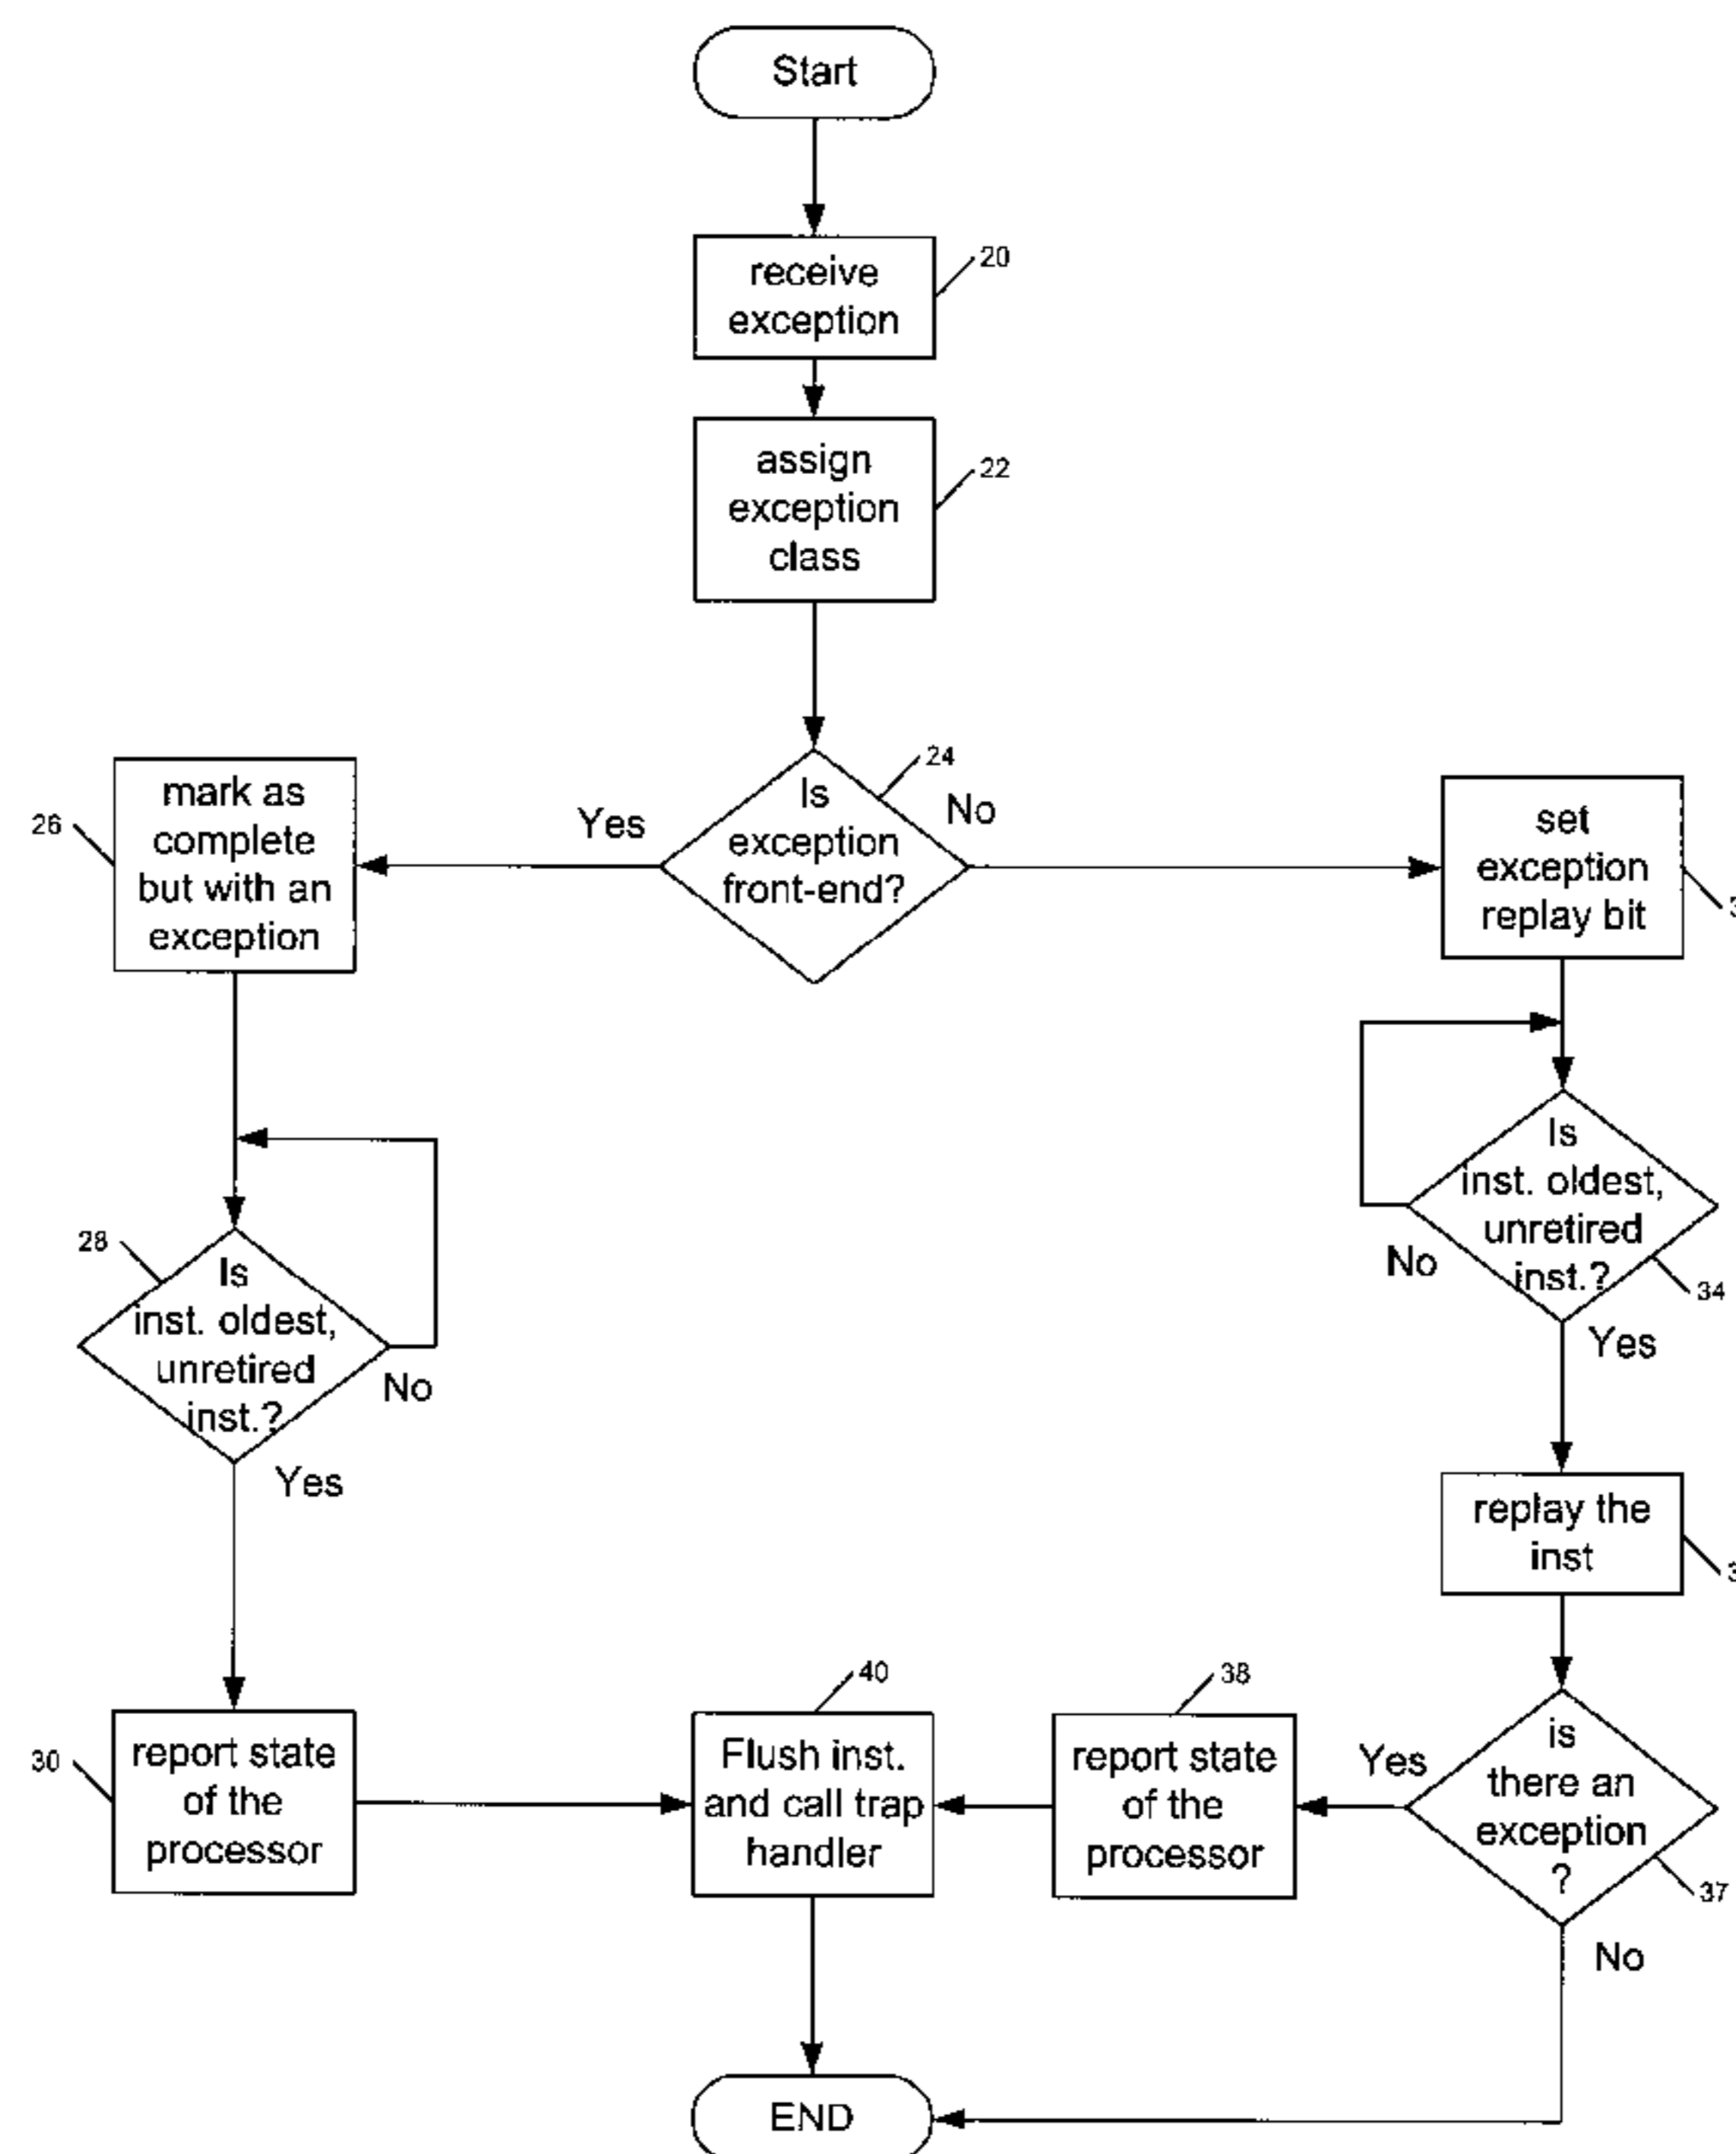 Start
receive
exception
20
assign
exception
class
22
24
Is
exception
front-end?
Yes
No
26
mark as
complete
but with an
exception
set
exception
replay bit
28
Is
inst. oldest,
unretired
inst.?
No
Yes
Is
inst. oldest,
unretired
inst.?
No
34
Yes
replay the
inst
30
report state
of the
processor
40
Flush inst.
and call trap
handler
38
report state
of the
processor
Yes
is
there an
exception
?
37
No
END